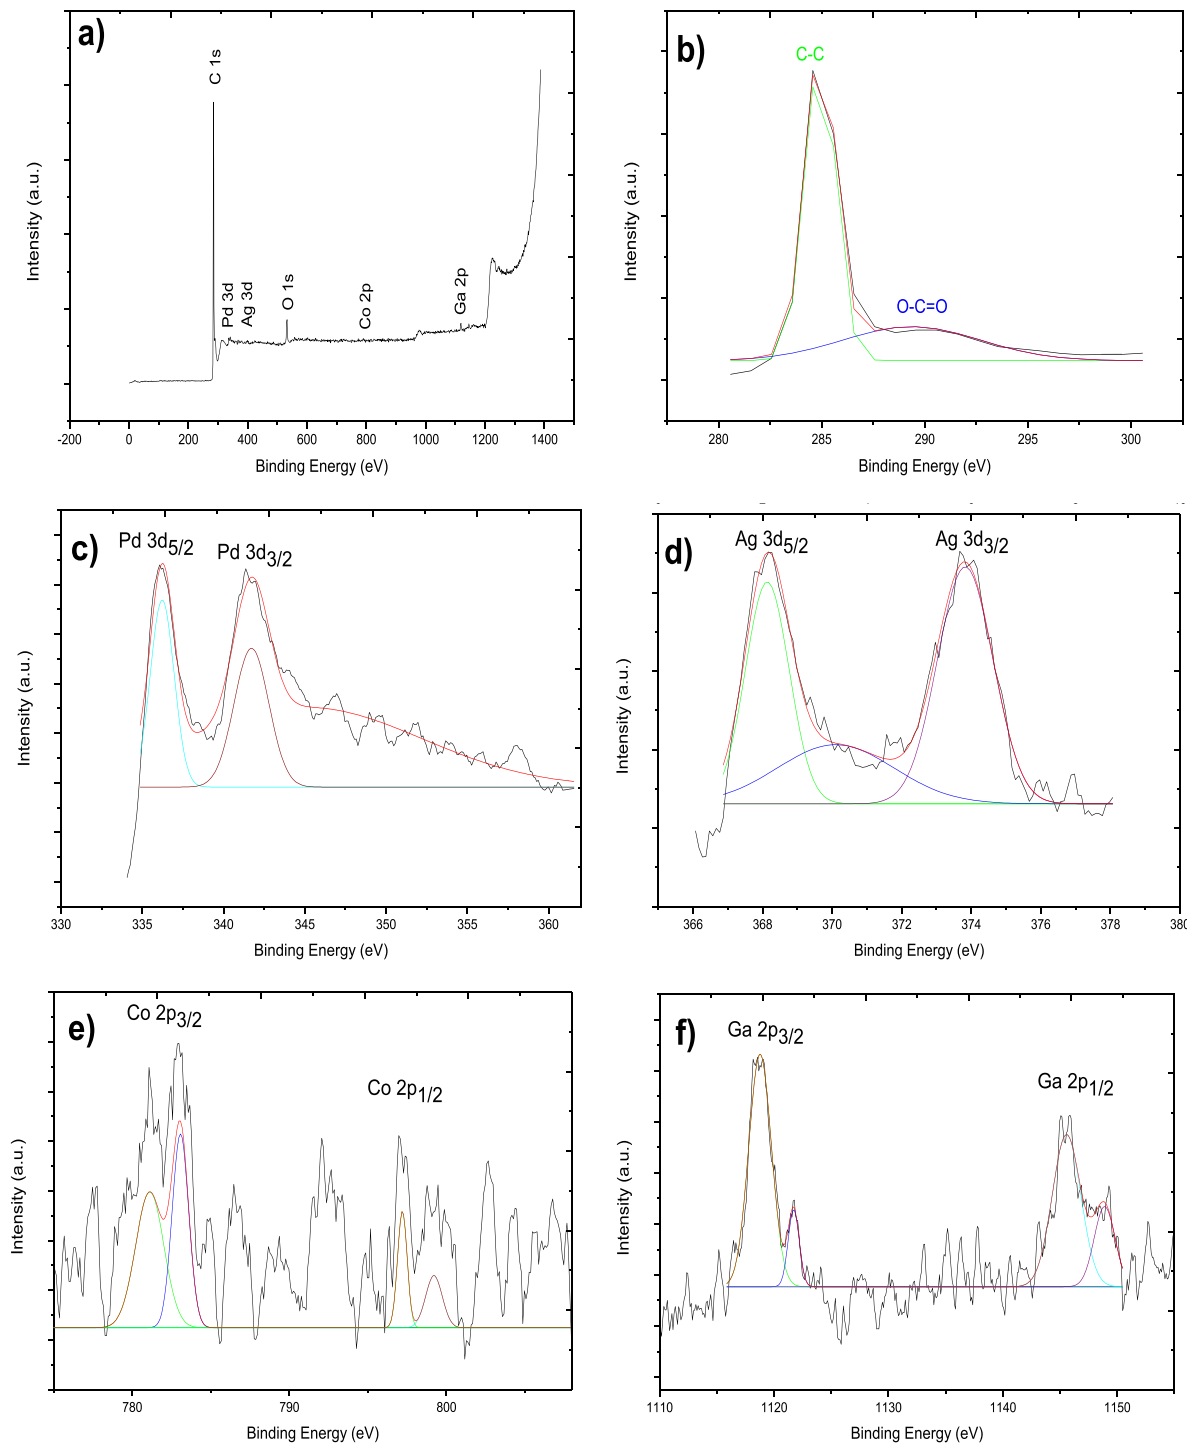 a)
C 1s
Pd 3d
Ag 3d
O 1s
Co 2p
Ga 2p
Intensity (a.u.)
-200 0 200 400 600 800 1000 1200 1400
Binding Energy (eV)
b)
C-C
O-C=O
Intensity (a.u.)
280 285 290 295 300
Binding Energy (eV)
c)
Pd 3d5/2
Pd 3d3/2
Intensity (a.u.)
330 335 340 345 350 355 360
Binding Energy (eV)
d)
Ag 3d5/2
Ag 3d3/2
Intensity (a.u.)
366 368 370 372 374 376 378 380
Binding Energy (eV)
e)
Co 2p3/2
Co 2p1/2
Intensity (a.u.)
780 790 800
Binding Energy (eV)
f)
Ga 2p3/2
Ga 2p1/2
Intensity (a.u.)
1110 1120 1130 1140 1150
Binding Energy (eV)